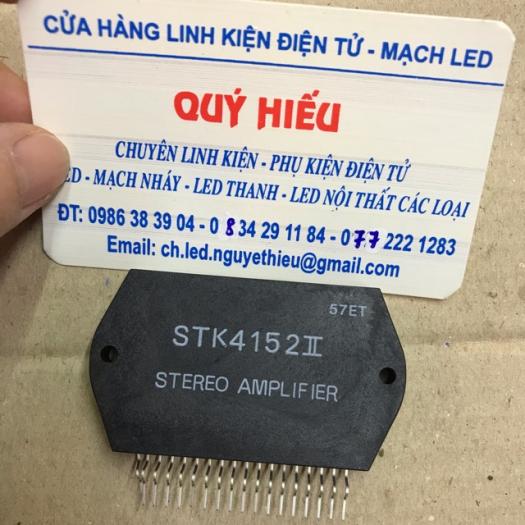 CỬA HÀNG LINH KIỆN ĐIỆN TỬ - MẠCH LED
QUÝ HIẾU
CHUYÊN LINH KIỆN - PHỤ KIỆN ĐIỆN TỬ
- MẠCH NHÁY - LED THANH - LED NỘI THẤT CÁC LOẠI
ĐT: 0986 38 39 04 - 0 8 34 29 11 84 - 077 222 1283
Email: ch.led.nguyethieu@gmail.com
57ET
STK4152II
STEREO AMPLIFIER